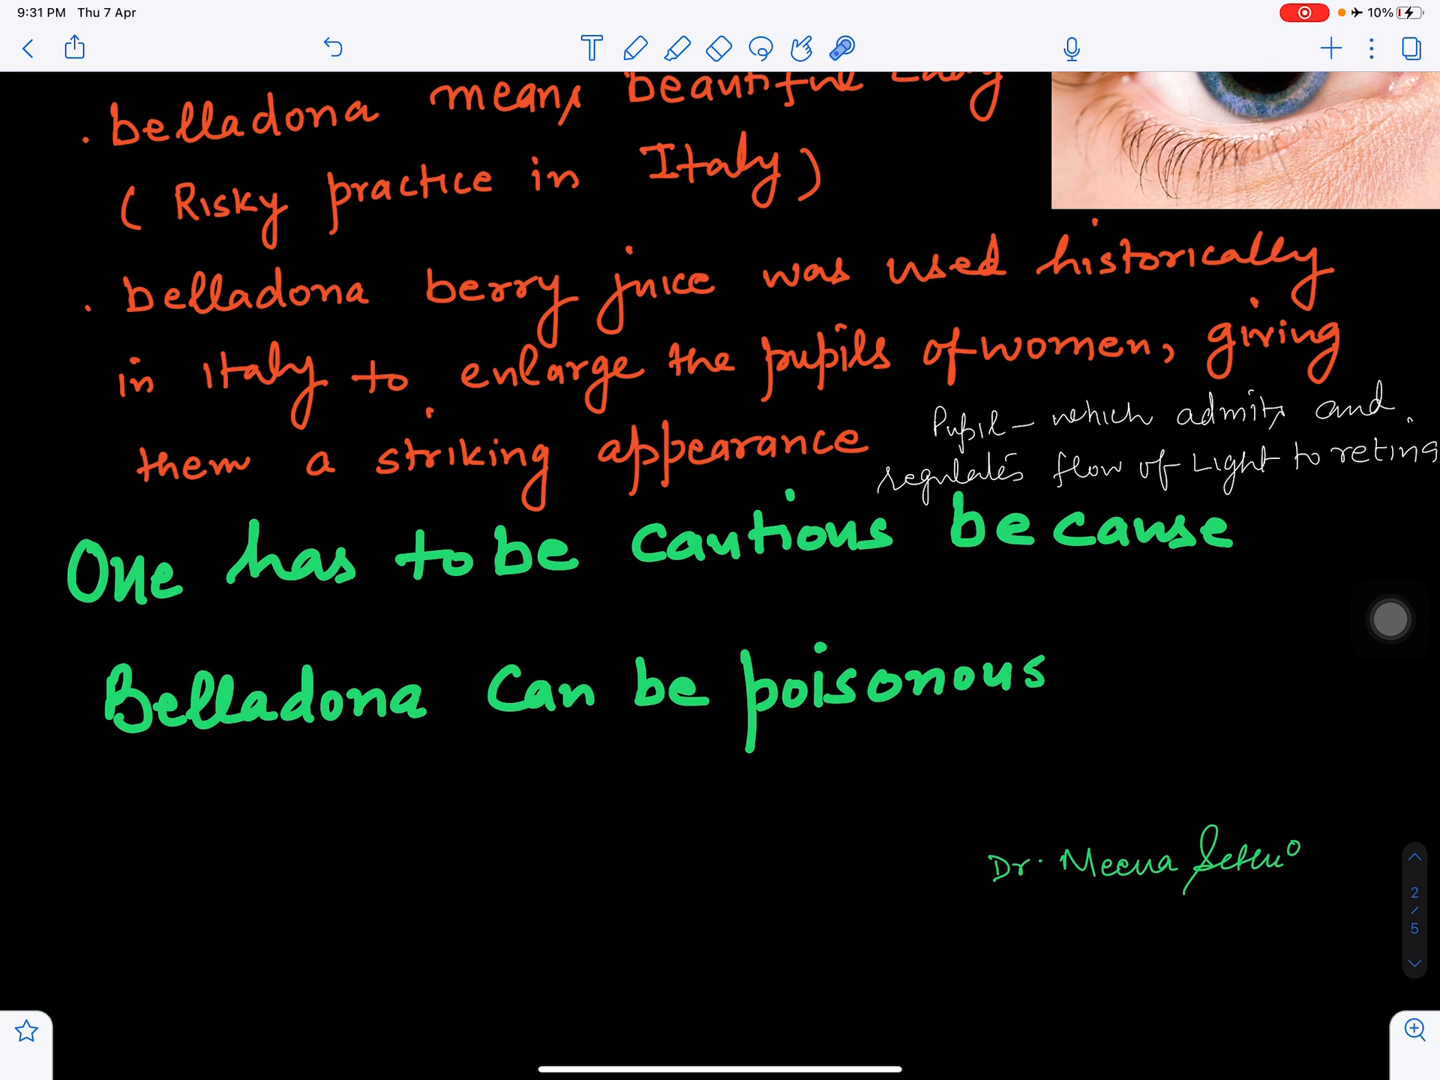 9:31 PM Thu 7 Apr
10%
. belladona means beautiful Lady
( Risky practice in Italy)
. belladona berry juice was used historically
in Italy to enlarge the pupils of women, giving
them a striking appearance
Pupil - which admits and
regulates flow of Light to retina
One has to be cautious because
Belladona Can be poisonous
Dr. Meena Sethi
2
/
5